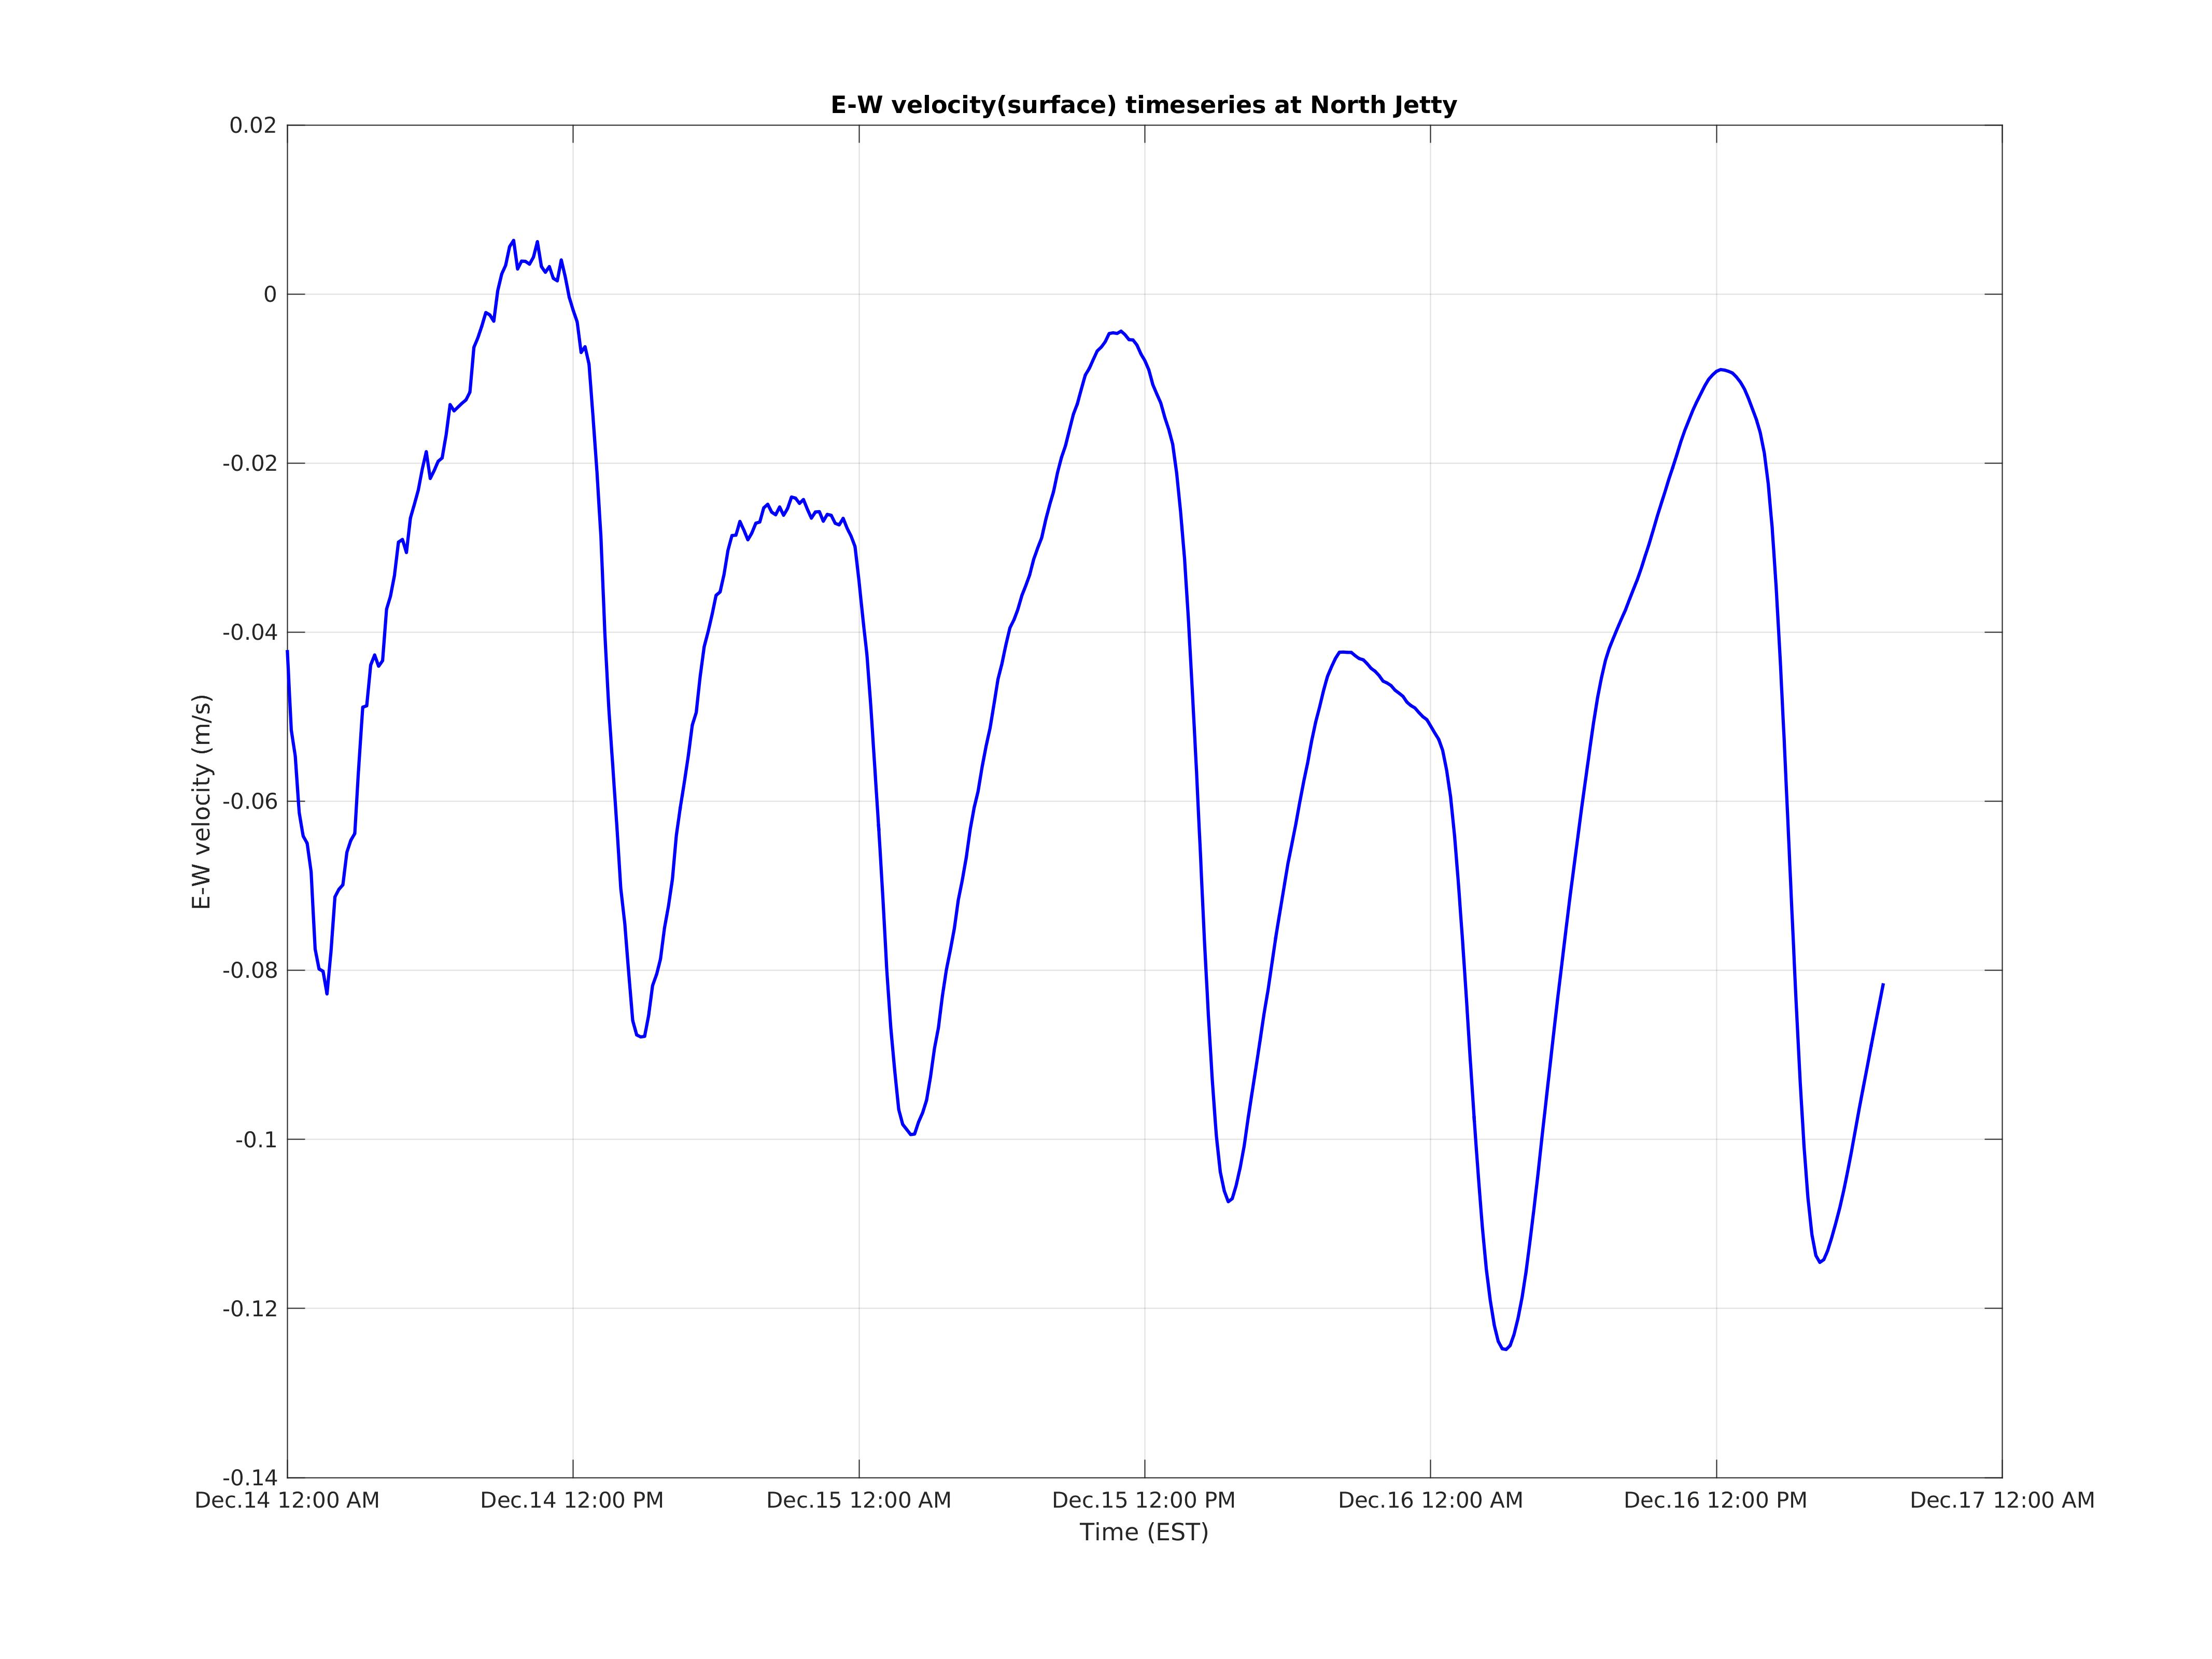 E-W velocity(surface) timeseries at North Jetty
0.02
0
-0.02
-0.04
-0.06
-0.08
-0.1
-0.12
-0.14
E-W velocity (m/s)
Dec.14 12:00 AM
Dec.14 12:00 PM
Dec.15 12:00 AM
Dec.15 12:00 PM
Dec.16 12:00 AM
Dec.16 12:00 PM
Dec.17 12:00 AM
Time (EST)